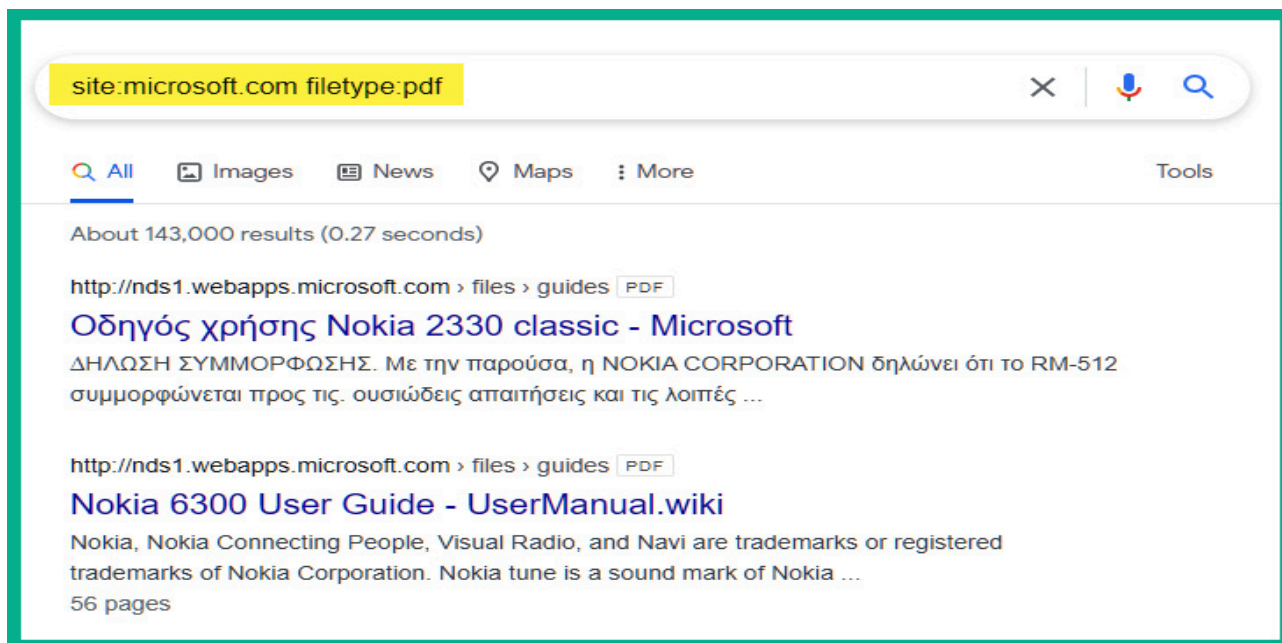 site:microsoft.com filetype:pdf
All Images News Maps More Tools
About 143,000 results (0.27 seconds)
http://nds1.webapps.microsoft.com › files › guides PDF
Οδηγός χρήσης Nokia 2330 classic - Microsoft
ΔΗΛΩΣΗ ΣΥΜΜΟΡΦΩΣΗΣ. Με την παρούσα, η NOKIA CORPORATION δηλώνει ότι το RM-512
συμμορφώνεται προς τις. ουσιώδεις απαιτήσεις και τις λοιπές ...
http://nds1.webapps.microsoft.com › files › guides PDF
Nokia 6300 User Guide - UserManual.wiki
Nokia, Nokia Connecting People, Visual Radio, and Navi are trademarks or registered
trademarks of Nokia Corporation. Nokia tune is a sound mark of Nokia ...
56 pages